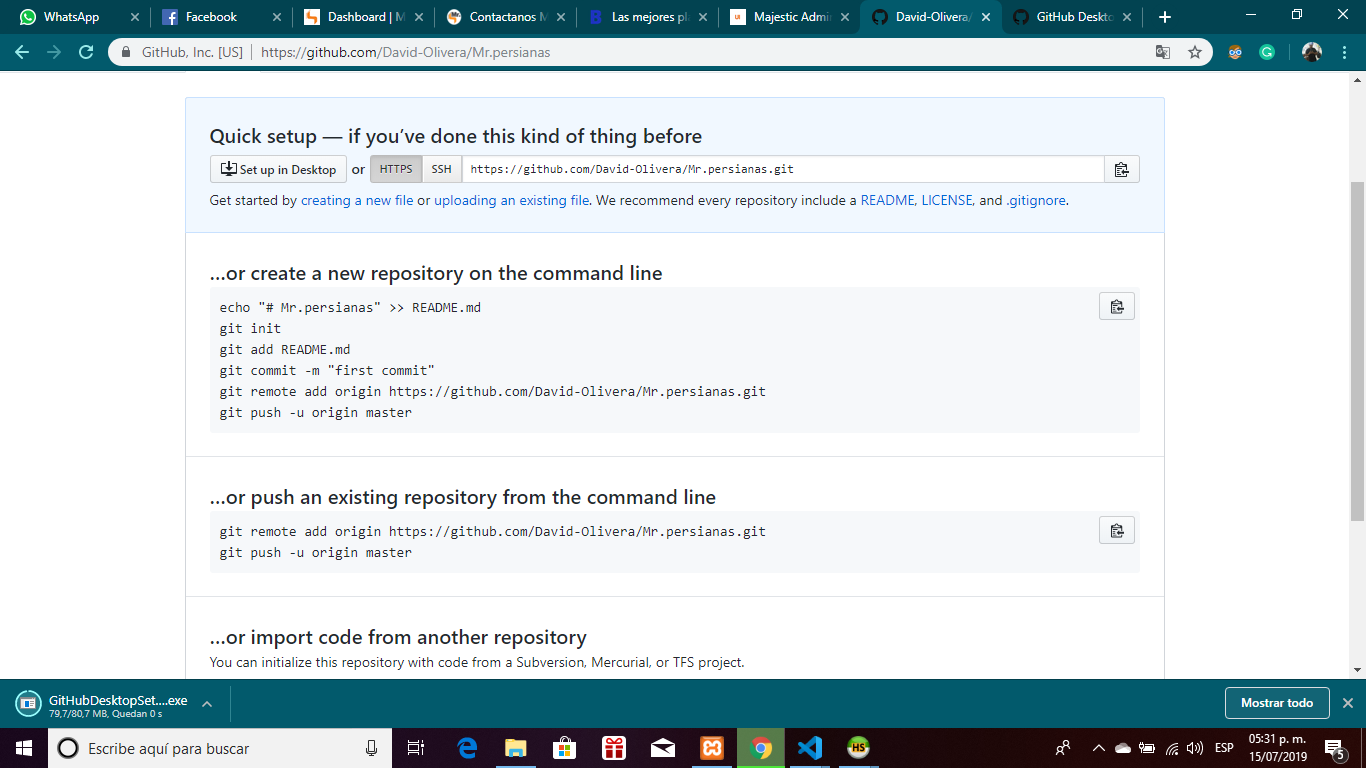 WhatsApp
Facebook
Dashboard | M
Contactanos M
Las mejores pl
Majestic Admi
David-Olivera/
GitHub Deskto
GitHub, Inc. [US]
https://github.com/David-Olivera/Mr.persianas
Quick setup — if you’ve done this kind of thing before
Set up in Desktop or HTTPS SSH https://github.com/David-Olivera/Mr.persianas.git
Get started by creating a new file or uploading an existing file. We recommend every repository include a README, LICENSE, and .gitignore.
…or create a new repository on the command line
echo "# Mr.persianas" >> README.md
git init
git add README.md
git commit -m "first commit"
git remote add origin https://github.com/David-Olivera/Mr.persianas.git
git push -u origin master
…or push an existing repository from the command line
git remote add origin https://github.com/David-Olivera/Mr.persianas.git
git push -u origin master
…or import code from another repository
You can initialize this repository with code from a Subversion, Mercurial, or TFS project.
GitHubDesktopSet....exe
79,7/80,7 MB, Quedan 0 s
Mostrar todo
Escribe aquí para buscar
HS
ESP
05:31 p. m.
15/07/2019
5